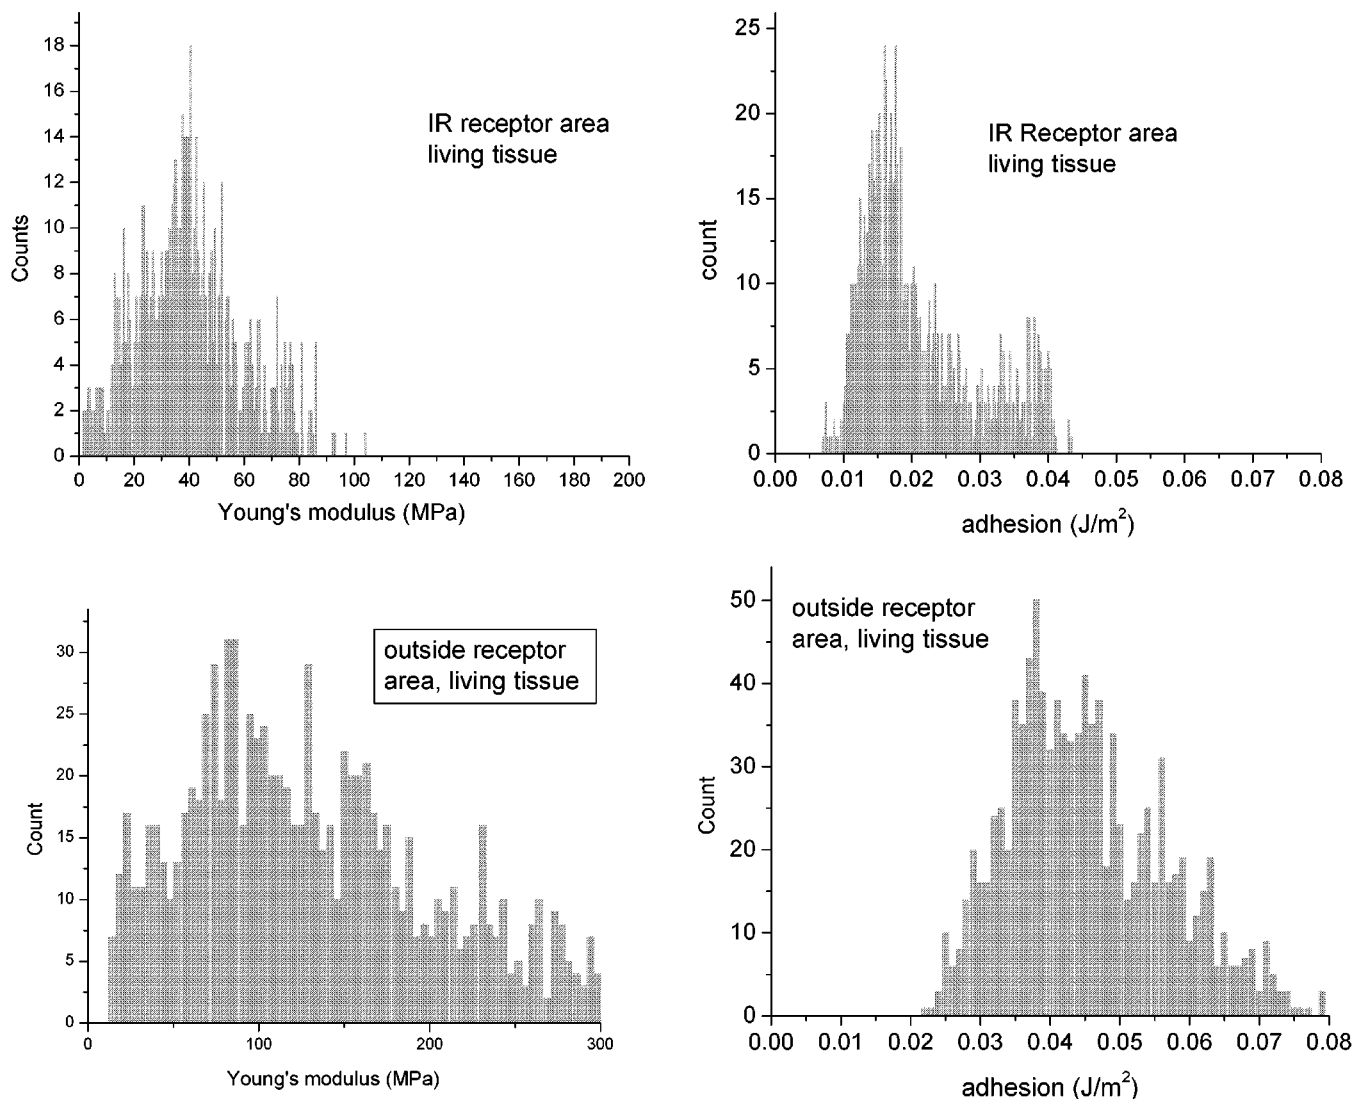 18
16
14
12
10
8
6
4
2
0
Counts
IR receptor area
living tissue
0 20 40 60 80 100 120 140 160 180 200
Young's modulus (MPa)
25
20
15
10
5
0
count
IR Receptor area
living tissue
0.00 0.01 0.02 0.03 0.04 0.05 0.06 0.07 0.08
adhesion (J/m²)
30
25
20
15
10
5
0
Count
outside receptor
area, living tissue
0 100 200 300
Young's modulus (MPa)
50
40
30
20
10
0
Count
outside receptor
area, living tissue
0.00 0.01 0.02 0.03 0.04 0.05 0.06 0.07 0.08
adhesion (J/m²)